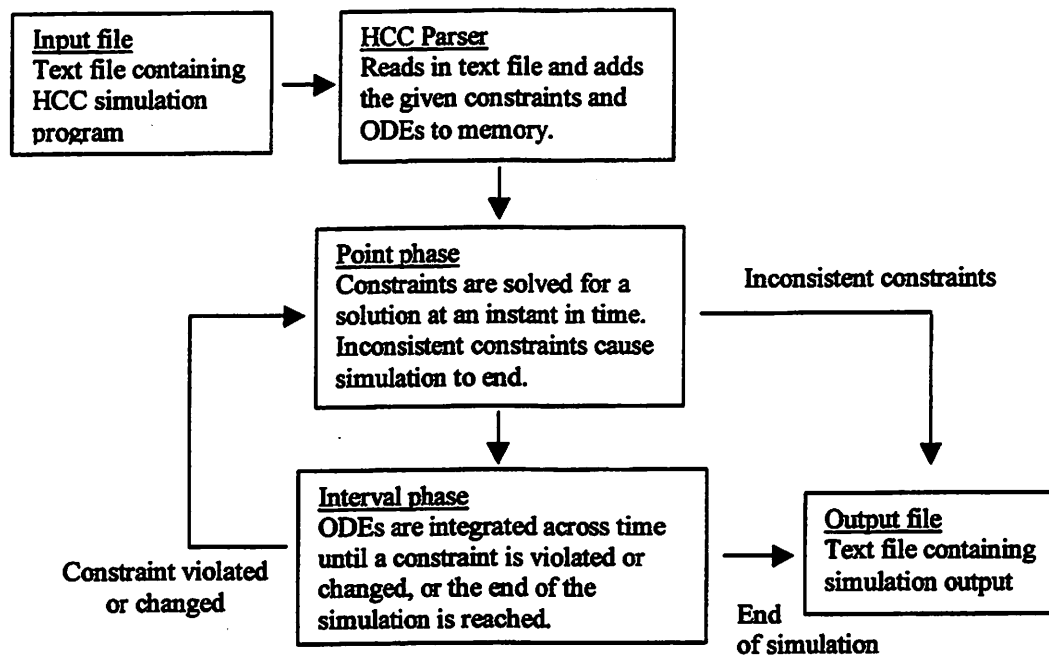 Input file
Text file containing
HCC simulation
program
HCC Parser
Reads in text file and adds
the given constraints and
ODEs to memory.
Point phase
Constraints are solved for a
solution at an instant in time.
Inconsistent constraints cause
simulation to end.
Inconsistent constraints
Interval phase
ODEs are integrated across time
until a constraint is violated or
changed, or the end of the
simulation is reached.
Constraint violated
or changed
Output file
Text file containing
simulation output
End
of simulation